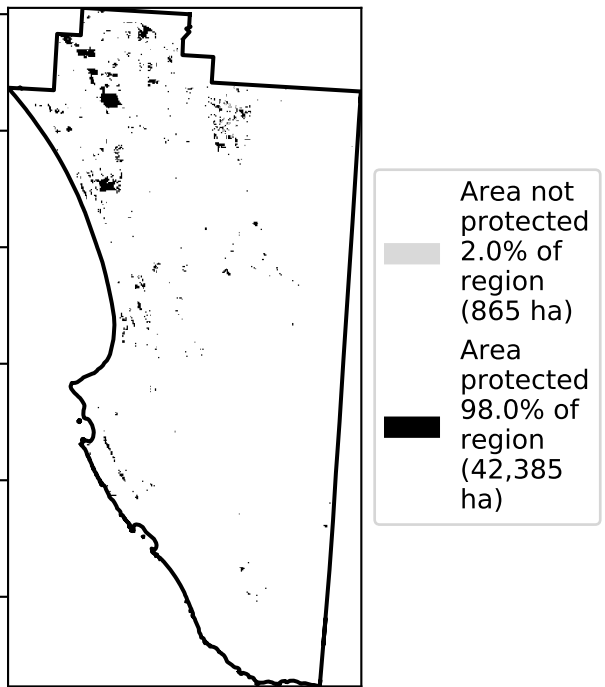 Area not
protected
2.0% of
region
(865 ha)
Area
protected
98.0% of
region
(42,385
ha)